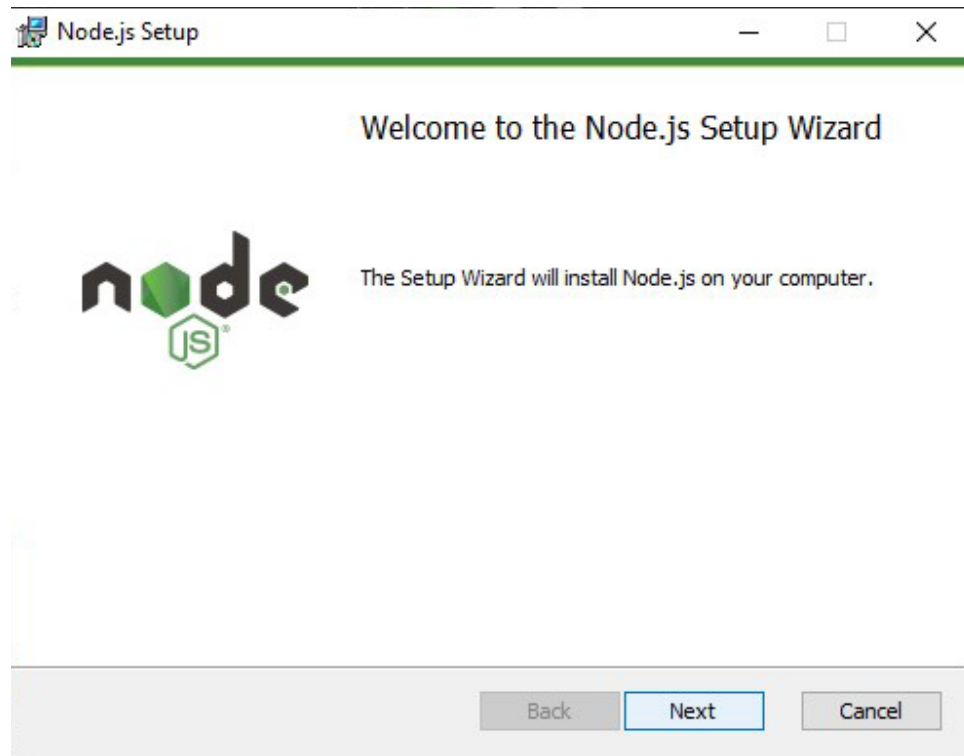 Node.js Setup
Welcome to the Node.js Setup Wizard
node
JS®
The Setup Wizard will install Node.js on your computer.
Back Next Cancel